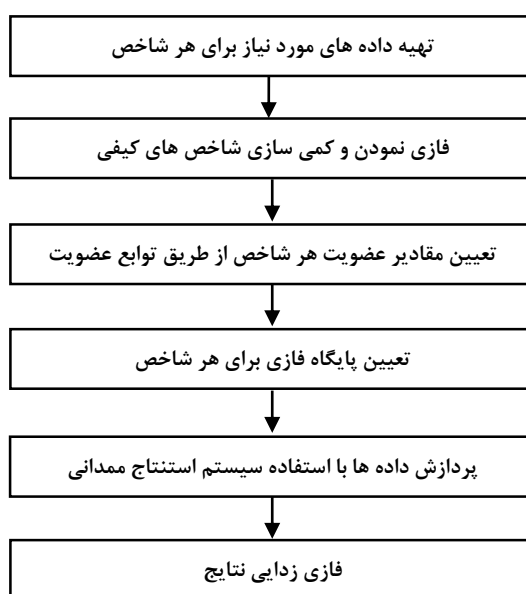 تهیه داده های مورد نیاز برای هر شاخص
فازی نمودن و کمی سازی شاخص های کیفی
تعیین مقادیر عضویت هر شاخص از طریق توابع عضویت
تعیین پایگاه فازی برای هر شاخص
پردازش داده ها با استفاده سیستم استنتاج ممدانی
فازی زدایی نتایج